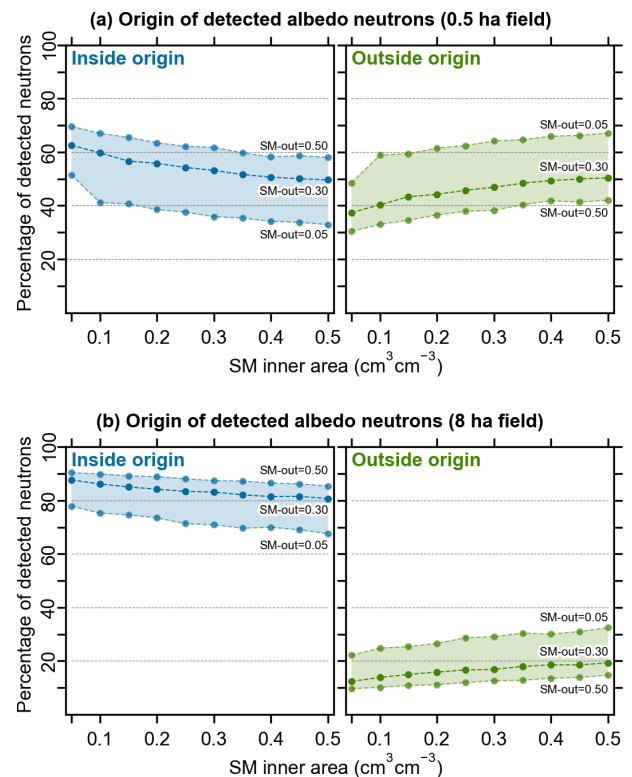 (a) Origin of detected albedo neutrons (0.5 ha field)
Percentage of detected neutrons
20 40 60 80 100
Inside origin
SM-out=0.50
SM-out=0.30
SM-out=0.05
Outside origin
SM-out=0.05
SM-out=0.30
SM-out=0.50
0.1 0.2 0.3 0.4 0.5 0.1 0.2 0.3 0.4 0.5
SM inner area (cm³cm⁻³)
(b) Origin of detected albedo neutrons (8 ha field)
Percentage of detected neutrons
20 40 60 80 100
Inside origin
SM-out=0.50
SM-out=0.30
SM-out=0.05
Outside origin
SM-out=0.05
SM-out=0.30
SM-out=0.50
0.1 0.2 0.3 0.4 0.5 0.1 0.2 0.3 0.4 0.5
SM inner area (cm³cm⁻³)